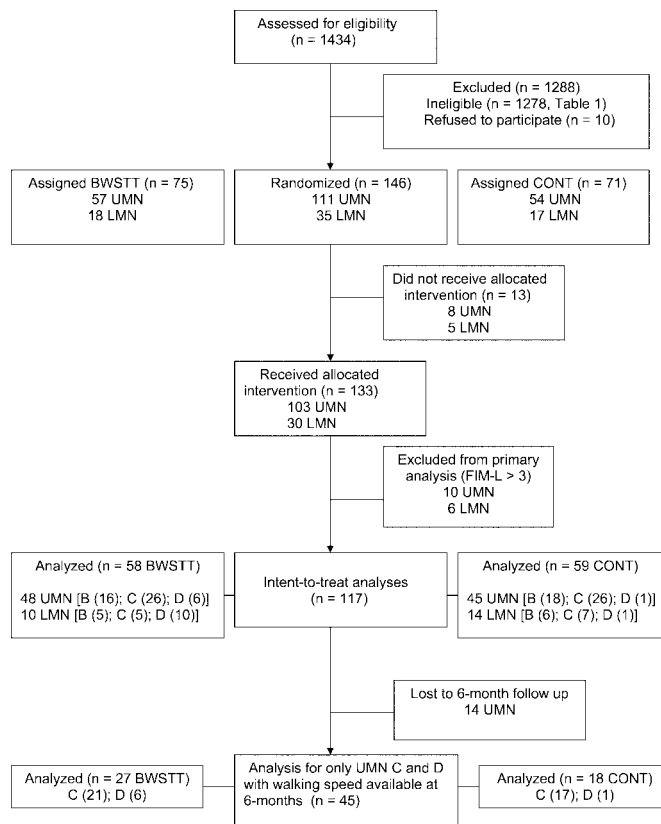 Assessed for eligibility
(n = 1434)
Excluded (n = 1288)
Ineligible (n = 1278, Table 1)
Refused to participate (n = 10)
Assigned BWSTT (n = 75)
57 UMN
18 LMN
Randomized (n = 146)
111 UMN
35 LMN
Assigned CONT (n = 71)
54 UMN
17 LMN
Did not receive allocated
intervention (n = 13)
8 UMN
5 LMN
Received allocated
intervention (n = 133)
103 UMN
30 LMN
Excluded from primary
analysis (FIM-L > 3)
10 UMN
6 LMN
Analyzed (n = 58 BWSTT)
48 UMN [B (16); C (26); D (6)]
10 LMN [B (5); C (5); D (10)]
Intent-to-treat analyses
(n = 117)
Analyzed (n = 59 CONT)
45 UMN [B (18); C (26); D (1)]
14 LMN [B (6); C (7); D (1)]
Lost to 6-month follow up
14 UMN
Analyzed (n = 27 BWSTT)
C (21); D (6)
Analysis for only UMN C and D
with walking speed available at
6-months (n = 45)
Analyzed (n = 18 CONT)
C (17); D (1)